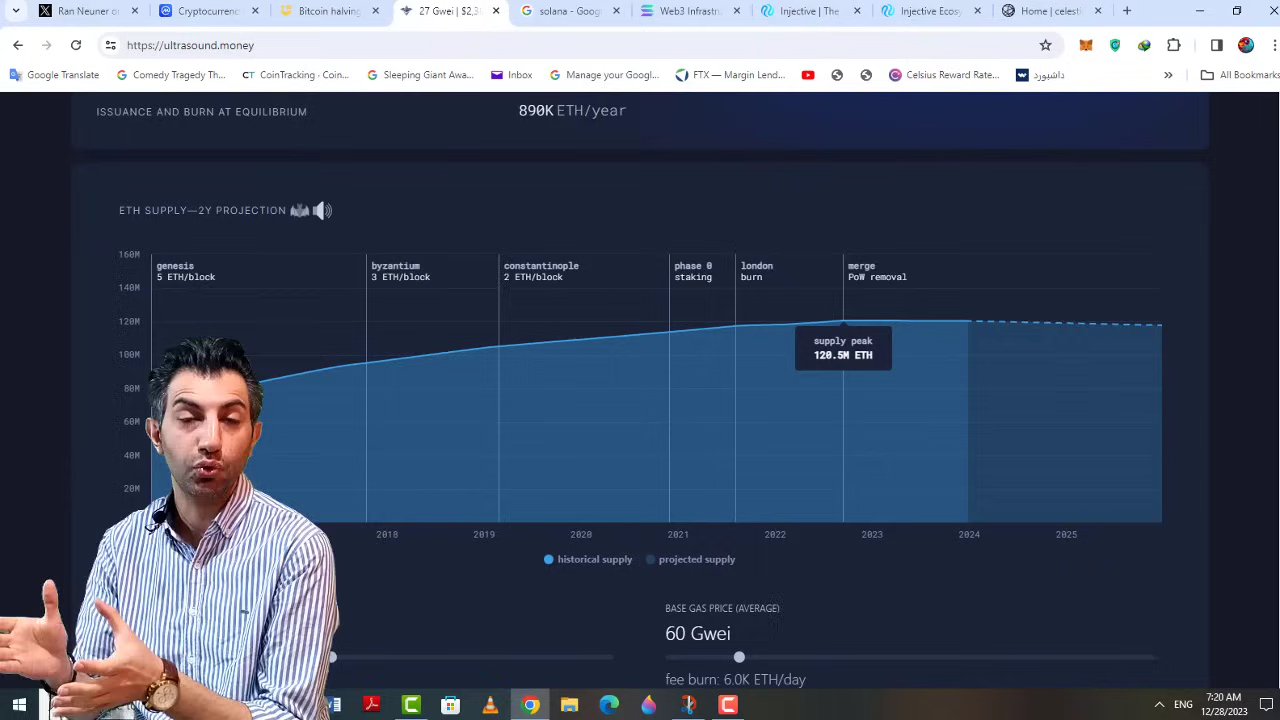 Ran Neuner o
Cryptocurren
Bitcoin halving
27 Gwei | $2,3
solana - Goog
Web3 Infrastru
Injective | The
Injective Ecos
Home | celesti
https://ultrasound.money
Google Translate
Comedy Tragedy Th...
CoinTracking · Coin...
Sleeping Giant Awa...
Inbox
Manage your Googl...
FTX — Margin Lend...
Celsius Reward Rate...
داشبورد
»
All Bookmarks
ISSUANCE AND BURN AT EQUILIBRIUM
890K ETH/year
ETH SUPPLY—2Y PROJECTION
160M
140M
120M
100M
80M
60M
40M
20M
genesis
5 ETH/block
byzantium
3 ETH/block
constantinople
2 ETH/block
phase 0
staking
london
burn
merge
PoW removal
supply peak
120.5M ETH
2018
2019
2020
2021
2022
2023
2024
2025
historical supply
projected supply
BASE GAS PRICE (AVERAGE)
60 Gwei
fee burn: 6.0K ETH/day
ENG
7:20 AM
12/28/2023